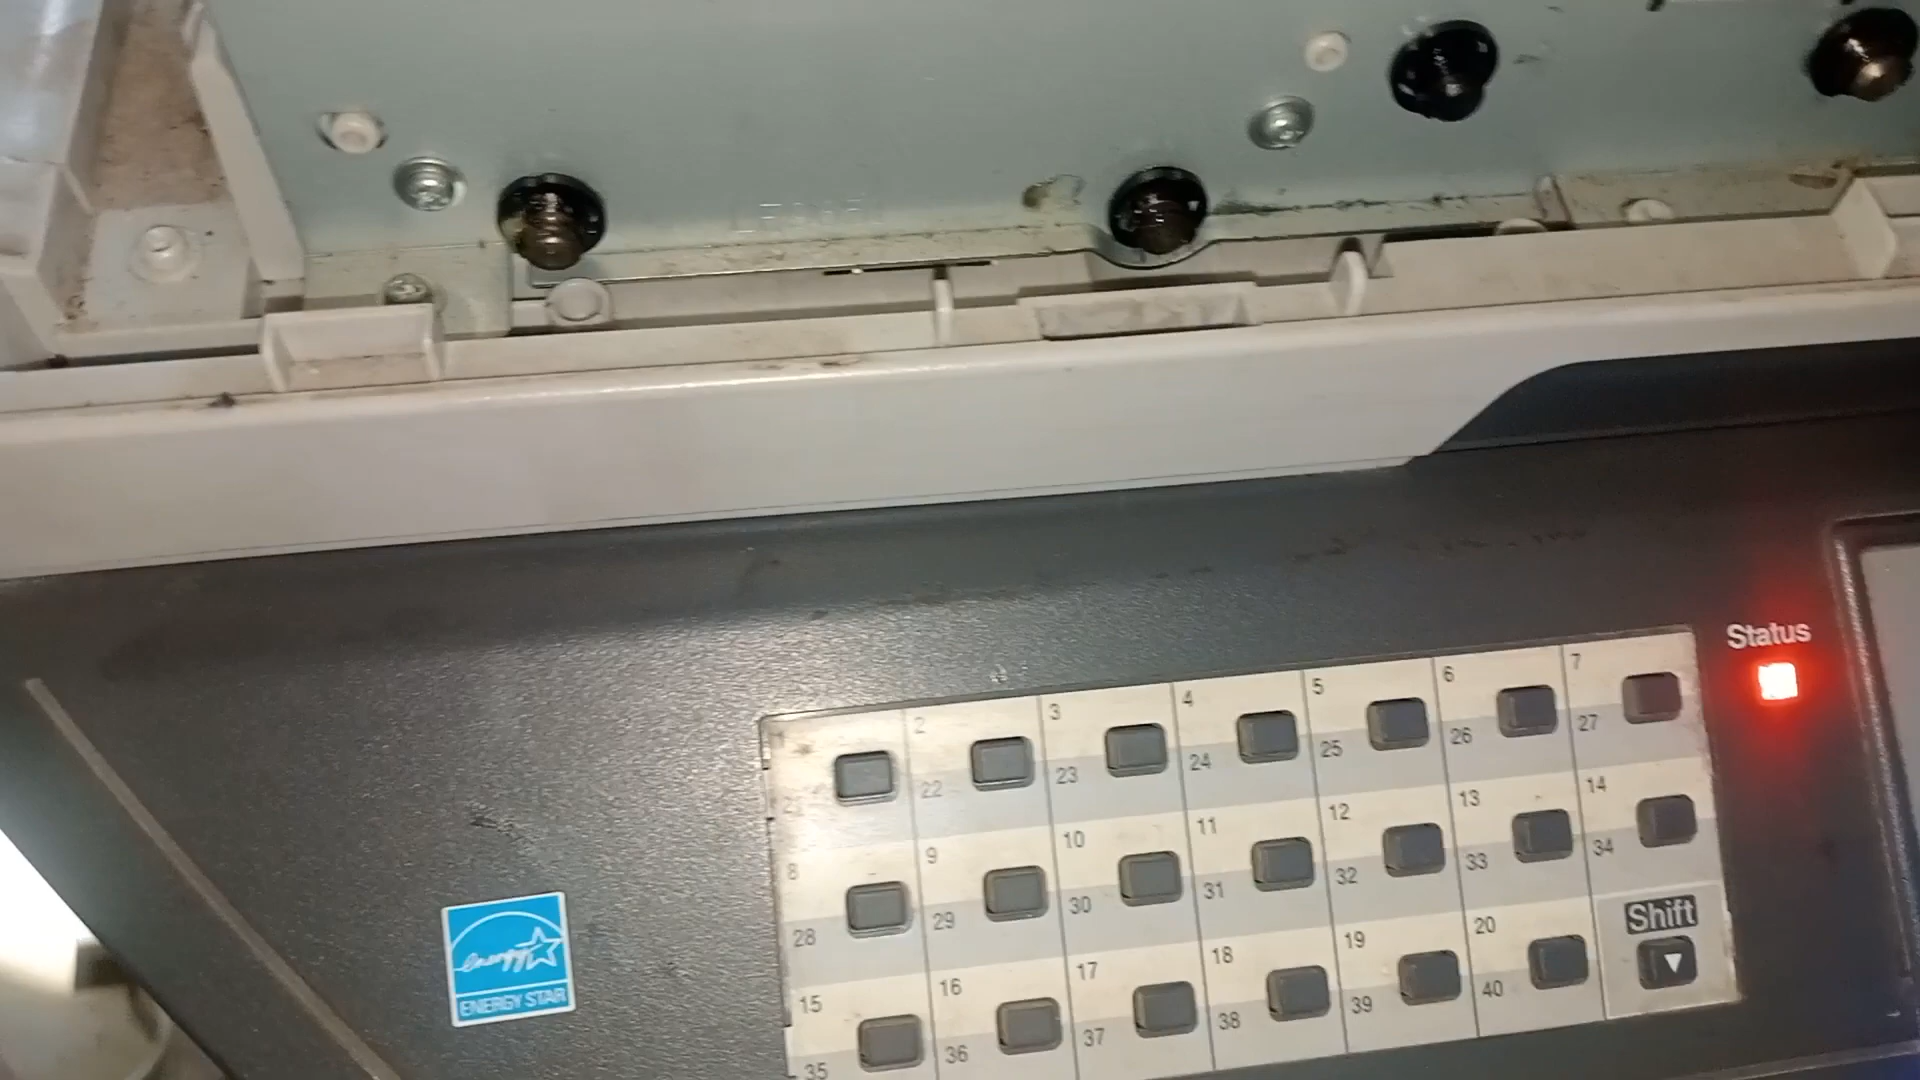 Status
2 3 4 5 6 7
21 22 23 24 25 26 27
8 9 10 11 12 13 14
28 29 30 31 32 33 34
Shift
15 16 17 18 19 20
35 36 37 38 39 40
energy
ENERGY STAR